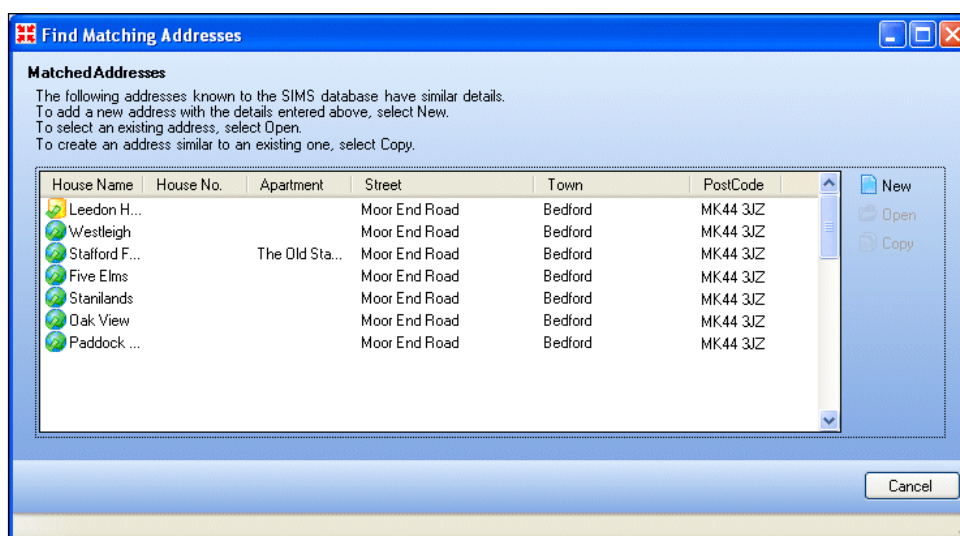 Find Matching Addresses
Matched Addresses
The following addresses known to the SIMS database have similar details.
To add a new address with the details entered above, select New.
To select an existing address, select Open.
To create an address similar to an existing one, select Copy.
House Name House No. Apartment Street Town PostCode
Leedon H... Moor End Road Bedford MK44 3JZ
Westleigh Moor End Road Bedford MK44 3JZ
Stafford F... The Old Sta... Moor End Road Bedford MK44 3JZ
Five Elms Moor End Road Bedford MK44 3JZ
Stanilands Moor End Road Bedford MK44 3JZ
Oak View Moor End Road Bedford MK44 3JZ
Paddock ... Moor End Road Bedford MK44 3JZ
New
Open
Copy
Cancel